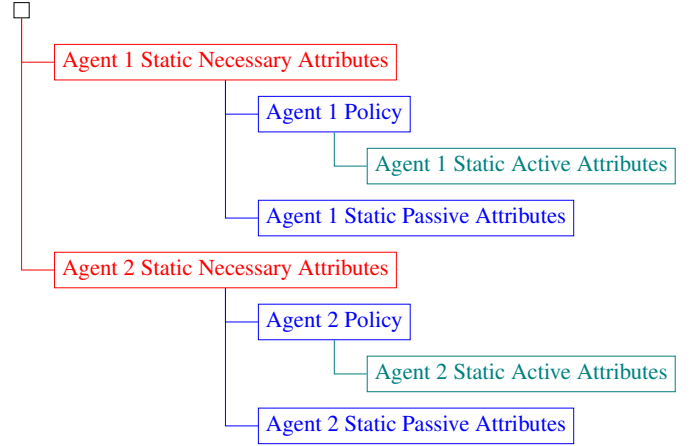 Agent 1 Static Necessary Attributes
Agent 1 Policy
Agent 1 Static Active Attributes
Agent 1 Static Passive Attributes
Agent 2 Static Necessary Attributes
Agent 2 Policy
Agent 2 Static Active Attributes
Agent 2 Static Passive Attributes